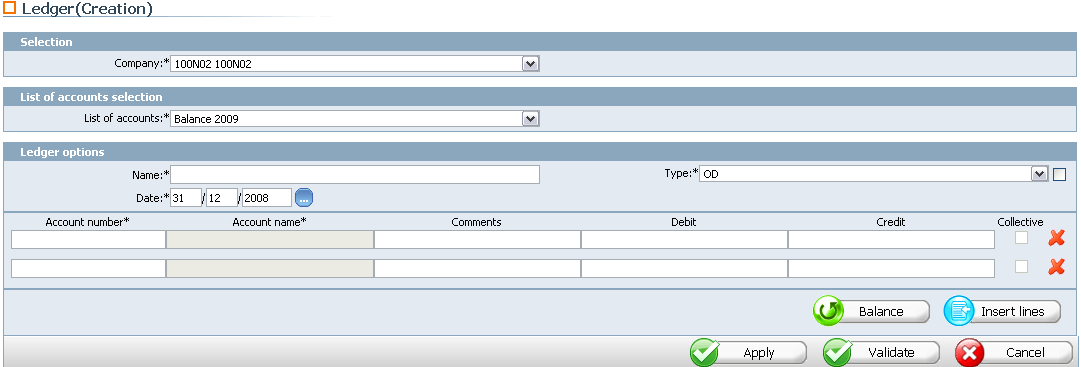 Ledger(Creation)
Selection
Company:* 100N02 100N02
List of accounts selection
List of accounts:* Balance 2009
Ledger options
Name:* Type:* OD
Date:* 31 / 12 / 2008 ...
Account number* Account name* Comments Debit Credit Collective
Balance Insert lines
Apply Validate Cancel